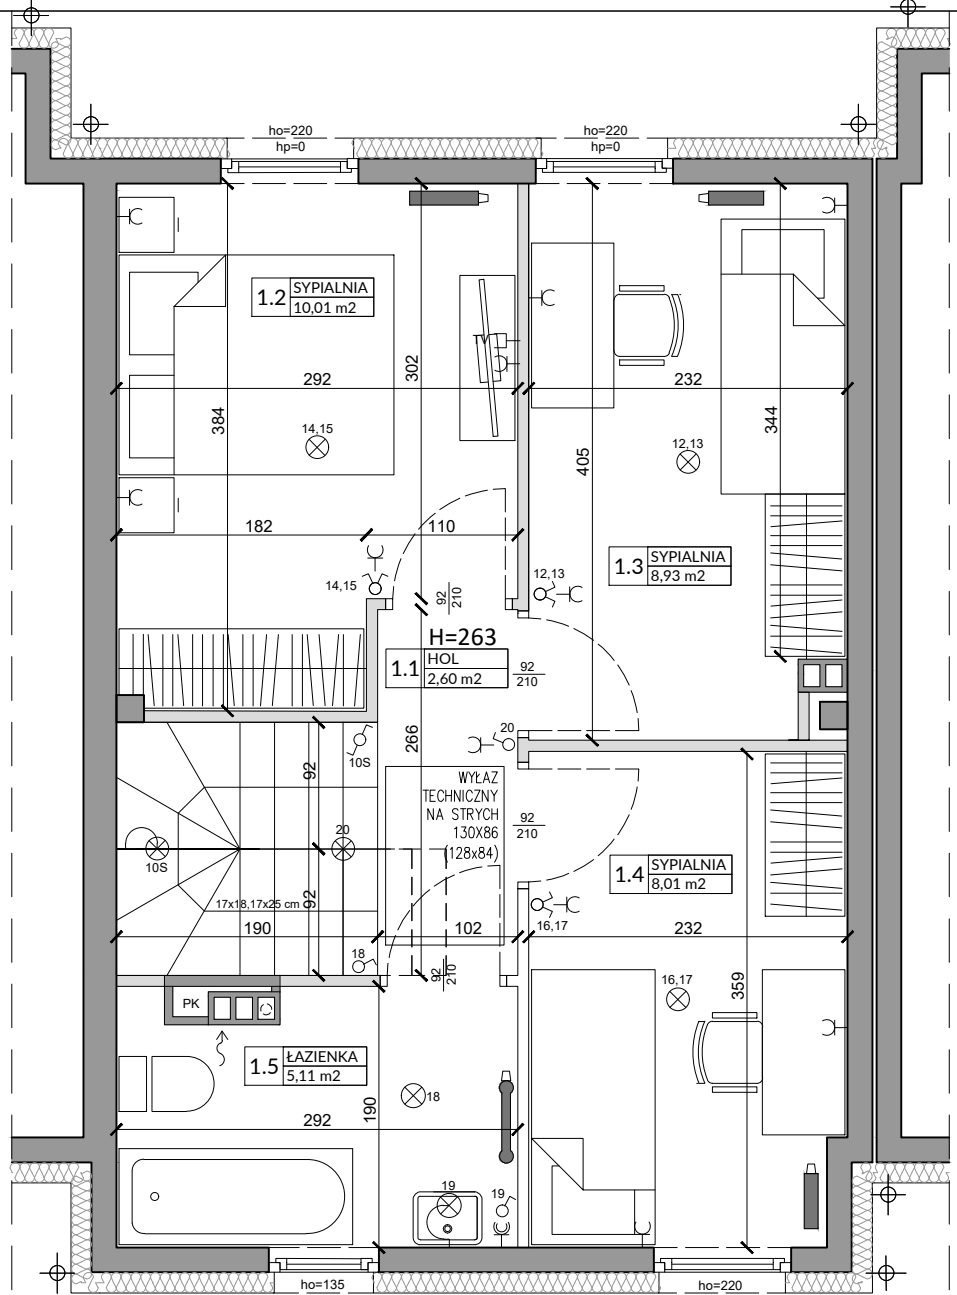 ho=220
hp=0
ho=220
hp=0
1.2
SYPIALNIA
10,01 m2
292
302
232
384
344
14,15
12,13
405
182
110
1.3
SYPIALNIA
8,93 m2
14,15
92
210
12,13
H=263
1.1
HOL
2,60 m2
92
210
266
20
10S
92
WYŁAZ
TECHNICZNY
NA STRYCH
130X86
(128x84)
92
210
20
10S
1.4
SYPIALNIA
8,01 m2
17x18,17x25 cm
92
190
102
16,17
232
18
92
210
16,17
359
PK
1.5
ŁAZIENKA
5,11 m2
18
190
292
19
19
ho=135
ho=220